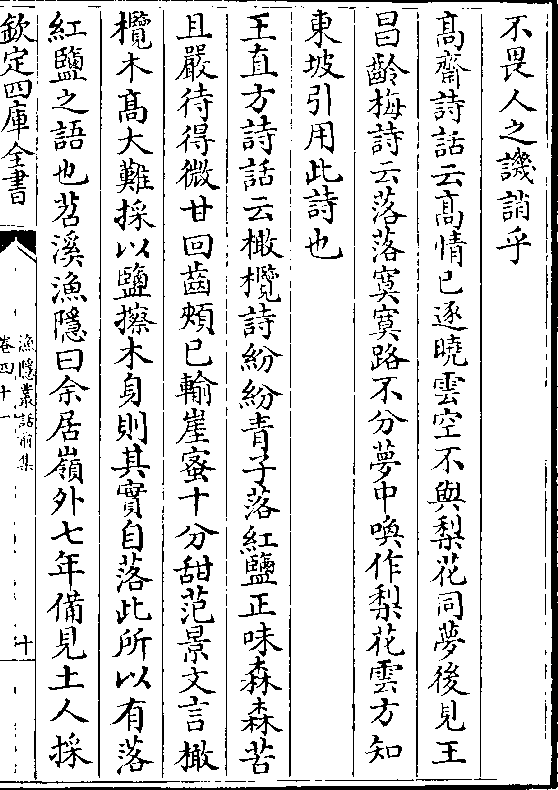 不畏人之譏誚乎
髙齋詩話云髙情已逐曉雲空不與棃花同夢後見王
昌齡梅詩云落落寞寞路不分夢中喚作棃花雲方知
東坡引用此詩也
王直方詩話云橄欖詩紛紛青子落紅鹽正味森森苦
且嚴待得微甘回齒頰已輸崖蜜十分甜范景文言橄
欖木髙大難採以鹽擦木身則其實自落此所以有落
紅鹽之語也苕溪漁隱曰余居嶺外七年備見土人採
欽定四庫全書
漁隱叢話前集
卷四十一
十